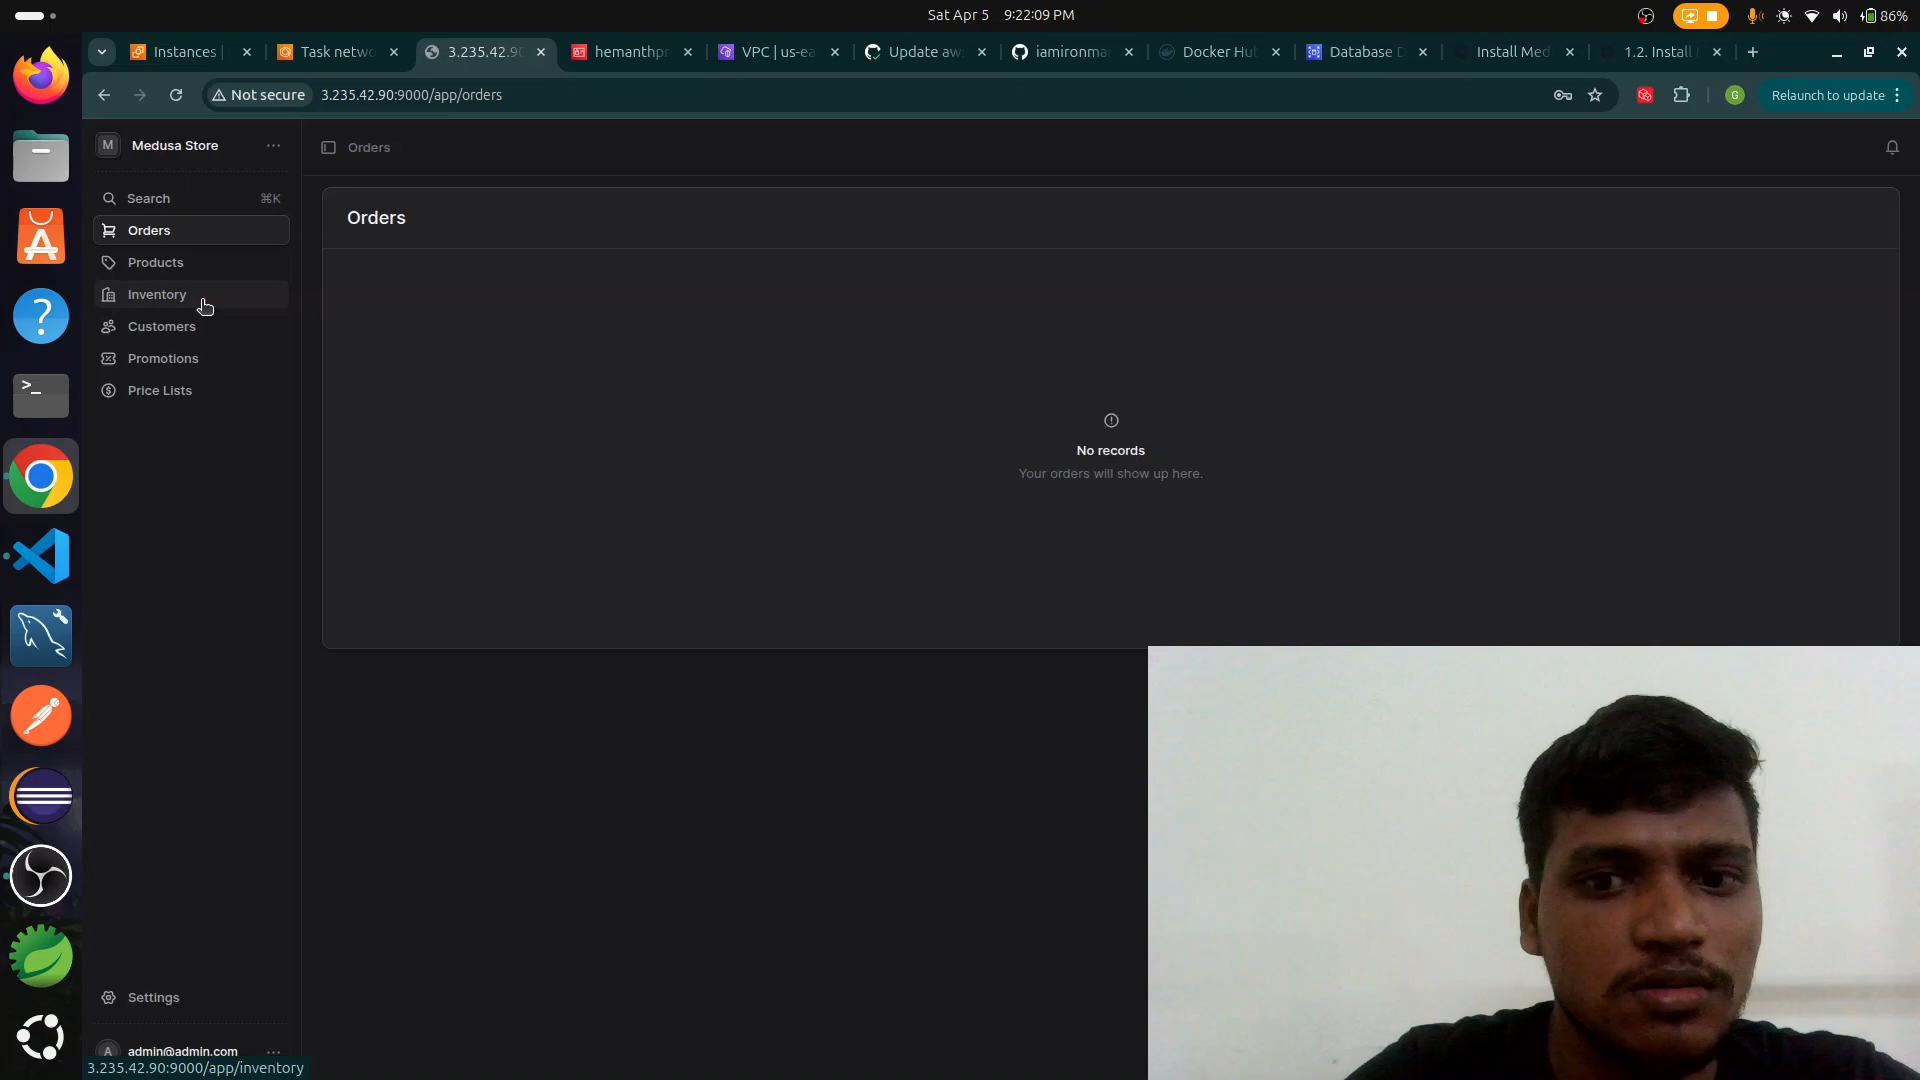 Sat Apr 5 9:22:09 PM
86%
Instances |
Task netwo
3.235.42.90
hemanthpr
VPC | us-ea
Update aw
iamironma
Docker Hu
Database D
Install Med
1.2. Install
Not secure
3.235.42.90:9000/app/orders
G
Relaunch to update
M
Medusa Store
Orders
Search
⌘K
Orders
Products
Inventory
Customers
Promotions
Price Lists
Orders
No records
Your orders will show up here.
Settings
A
admin@admin.com
3.235.42.90:9000/app/inventory